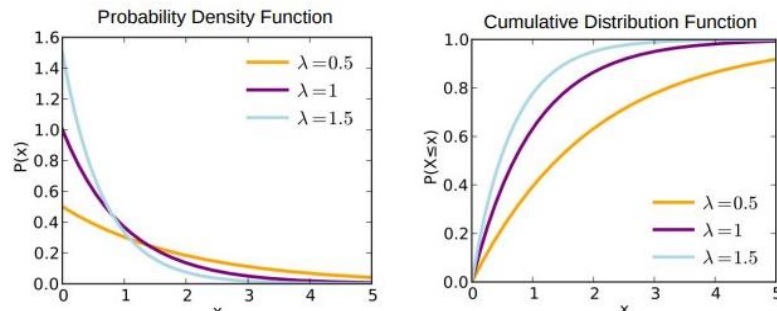 Probability Density Function
1.6
1.4
1.2
1.0
0.8
0.6
0.4
0.2
0.0
P(x)
λ=0.5
λ=1
λ=1.5
0 1 2 3 4 5
x
Cumulative Distribution Function
1.0
0.8
0.6
0.4
0.2
0.0
P(X≤x)
λ=0.5
λ=1
λ=1.5
0 1 2 3 4 5
x